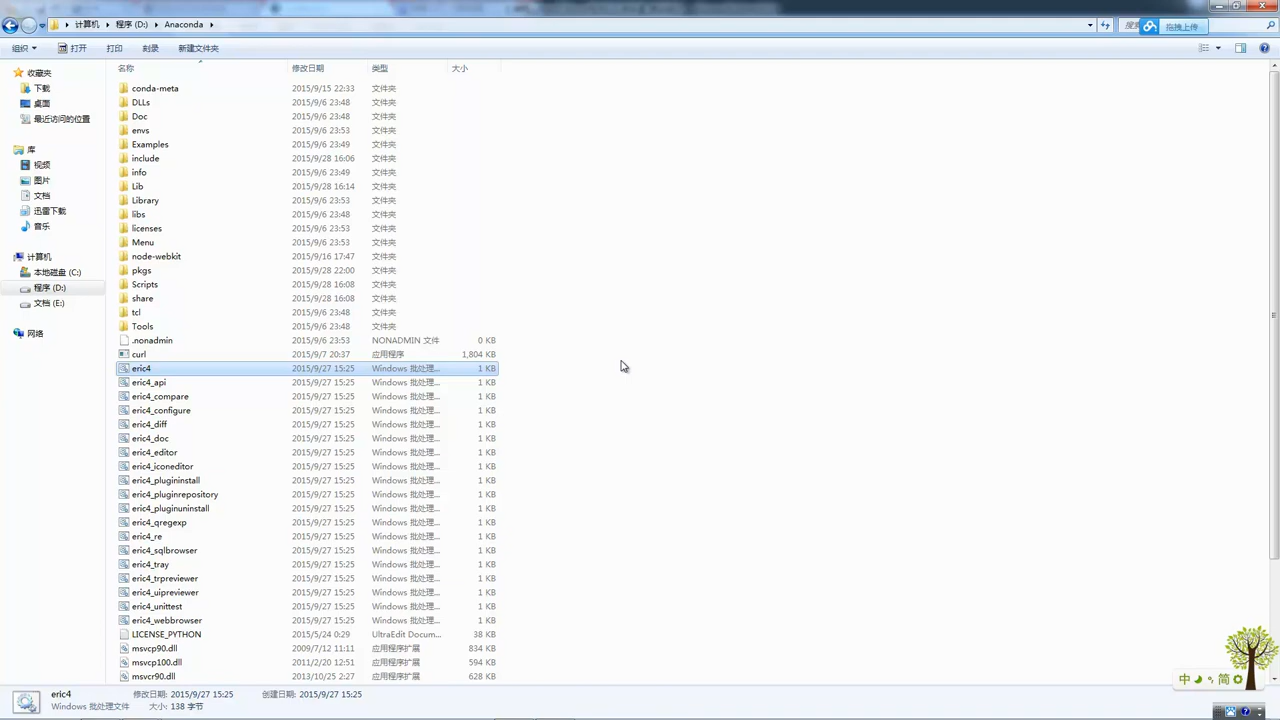 计算机 ▸ 程序 (D:) ▸ Anaconda ▸
拖拽上传
组织 打开 打印 刻录 新建文件夹
名称 修改日期 类型 大小
收藏夹
下载
桌面
最近访问的位置
库
视频
图片
文档
迅雷下载
音乐
计算机
本地磁盘 (C:)
程序 (D:)
文档 (E:)
网络
conda-meta 2015/9/15 22:33 文件夹
DLLs 2015/9/6 23:48 文件夹
Doc 2015/9/6 23:48 文件夹
envs 2015/9/6 23:53 文件夹
Examples 2015/9/6 23:49 文件夹
include 2015/9/28 16:06 文件夹
info 2015/9/6 23:49 文件夹
Lib 2015/9/28 16:14 文件夹
Library 2015/9/6 23:53 文件夹
libs 2015/9/6 23:48 文件夹
licenses 2015/9/6 23:53 文件夹
Menu 2015/9/6 23:53 文件夹
node-webkit 2015/9/16 17:47 文件夹
pkgs 2015/9/28 22:00 文件夹
Scripts 2015/9/28 16:08 文件夹
share 2015/9/28 16:08 文件夹
tcl 2015/9/6 23:48 文件夹
Tools 2015/9/6 23:48 文件夹
.nonadmin 2015/9/6 23:53 NONADMIN 文件 0 KB
curl 2015/9/7 20:37 应用程序 1,804 KB
eric4 2015/9/27 15:25 Windows 批处理... 1 KB
eric4_api 2015/9/27 15:25 Windows 批处理... 1 KB
eric4_compare 2015/9/27 15:25 Windows 批处理... 1 KB
eric4_configure 2015/9/27 15:25 Windows 批处理... 1 KB
eric4_diff 2015/9/27 15:25 Windows 批处理... 1 KB
eric4_doc 2015/9/27 15:25 Windows 批处理... 1 KB
eric4_editor 2015/9/27 15:25 Windows 批处理... 1 KB
eric4_iconeditor 2015/9/27 15:25 Windows 批处理... 1 KB
eric4_plugininstall 2015/9/27 15:25 Windows 批处理... 1 KB
eric4_pluginrepository 2015/9/27 15:25 Windows 批处理... 1 KB
eric4_pluginuninstall 2015/9/27 15:25 Windows 批处理... 1 KB
eric4_qregexp 2015/9/27 15:25 Windows 批处理... 1 KB
eric4_re 2015/9/27 15:25 Windows 批处理... 1 KB
eric4_sqlbrowser 2015/9/27 15:25 Windows 批处理... 1 KB
eric4_tray 2015/9/27 15:25 Windows 批处理... 1 KB
eric4_trpreviewer 2015/9/27 15:25 Windows 批处理... 1 KB
eric4_uipreviewer 2015/9/27 15:25 Windows 批处理... 1 KB
eric4_unittest 2015/9/27 15:25 Windows 批处理... 1 KB
eric4_webbrowser 2015/9/27 15:25 Windows 批处理... 1 KB
LICENSE_PYTHON 2015/5/24 0:29 UltraEdit Docum... 38 KB
msvcp90.dll 2009/7/12 11:11 应用程序扩展 834 KB
msvcp100.dll 2011/2/20 12:51 应用程序扩展 594 KB
msvcr90.dll 2013/10/25 2:27 应用程序扩展 628 KB
中 简
eric4 修改日期: 2015/9/27 15:25 创建日期: 2015/9/27 15:25
Windows 批处理文件 大小: 138 字节